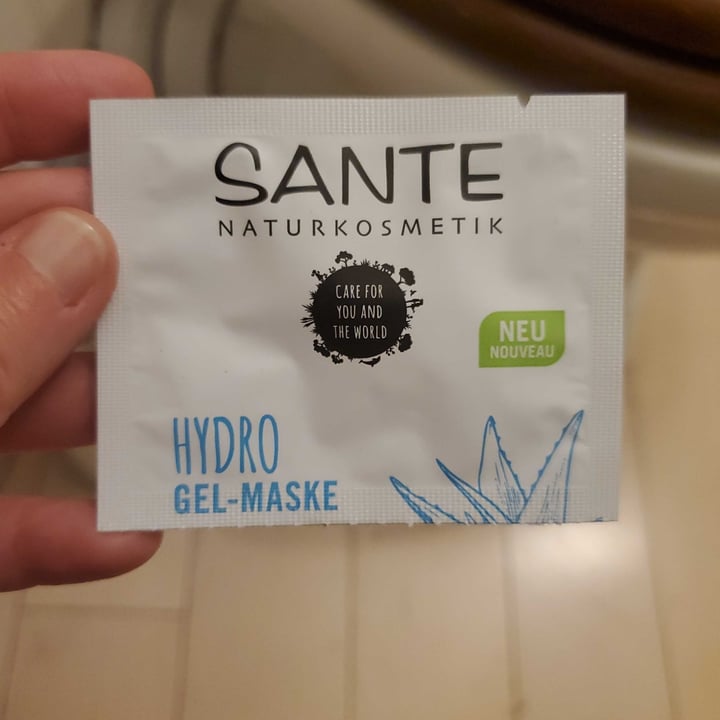 SANTE
NATURKOSMETIK
CARE FOR
YOU AND
THE WORLD
NEU
NOUVEAU
HYDRO
GEL-MASKE